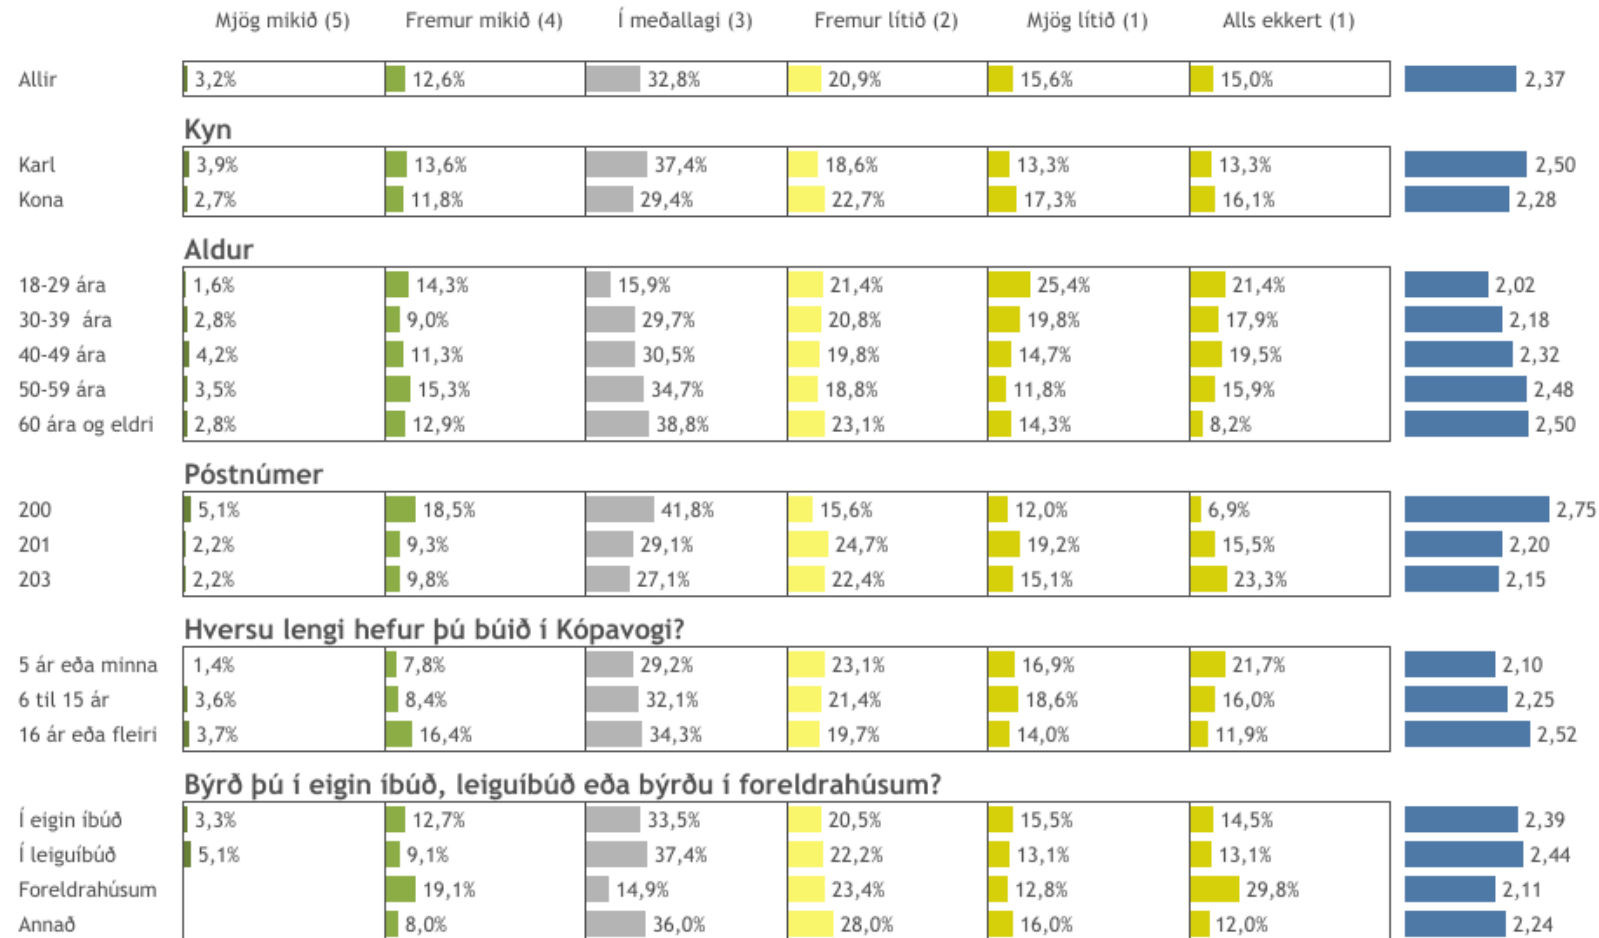 Mjög mikið (5) Fremur mikið (4) Í meðallagi (3) Fremur lítið (2) Mjög lítið (1) Alls ekkert (1)
Allir 3,2% 12,6% 32,8% 20,9% 15,6% 15,0% 2,37
Kyn
Karl 3,9% 13,6% 37,4% 18,6% 13,3% 13,3% 2,50
Kona 2,7% 11,8% 29,4% 22,7% 17,3% 16,1% 2,28
Aldur
18-29 ára 1,6% 14,3% 15,9% 21,4% 25,4% 21,4% 2,02
30-39 ára 2,8% 9,0% 29,7% 20,8% 19,8% 17,9% 2,18
40-49 ára 4,2% 11,3% 30,5% 19,8% 14,7% 19,5% 2,32
50-59 ára 3,5% 15,3% 34,7% 18,8% 11,8% 15,9% 2,48
60 ára og eldri 2,8% 12,9% 38,8% 23,1% 14,3% 8,2% 2,50
Póstnúmer
200 5,1% 18,5% 41,8% 15,6% 12,0% 6,9% 2,75
201 2,2% 9,3% 29,1% 24,7% 19,2% 15,5% 2,20
203 2,2% 9,8% 27,1% 22,4% 15,1% 23,3% 2,15
Hversu lengi hefur þú búið í Kópavogi?
5 ár eða minna 1,4% 7,8% 29,2% 23,1% 16,9% 21,7% 2,10
6 til 15 ár 3,6% 8,4% 32,1% 21,4% 18,6% 16,0% 2,25
16 ár eða fleiri 3,7% 16,4% 34,3% 19,7% 14,0% 11,9% 2,52
Býrð þú í eigin íbúð, leiguíbúð eða býrðu í foreldrahúsum?
Í eigin íbúð 3,3% 12,7% 33,5% 20,5% 15,5% 14,5% 2,39
Í leiguíbúð 5,1% 9,1% 37,4% 22,2% 13,1% 13,1% 2,44
Foreldrahúsum 19,1% 14,9% 23,4% 12,8% 29,8% 2,11
Annað 8,0% 36,0% 28,0% 16,0% 12,0% 2,24